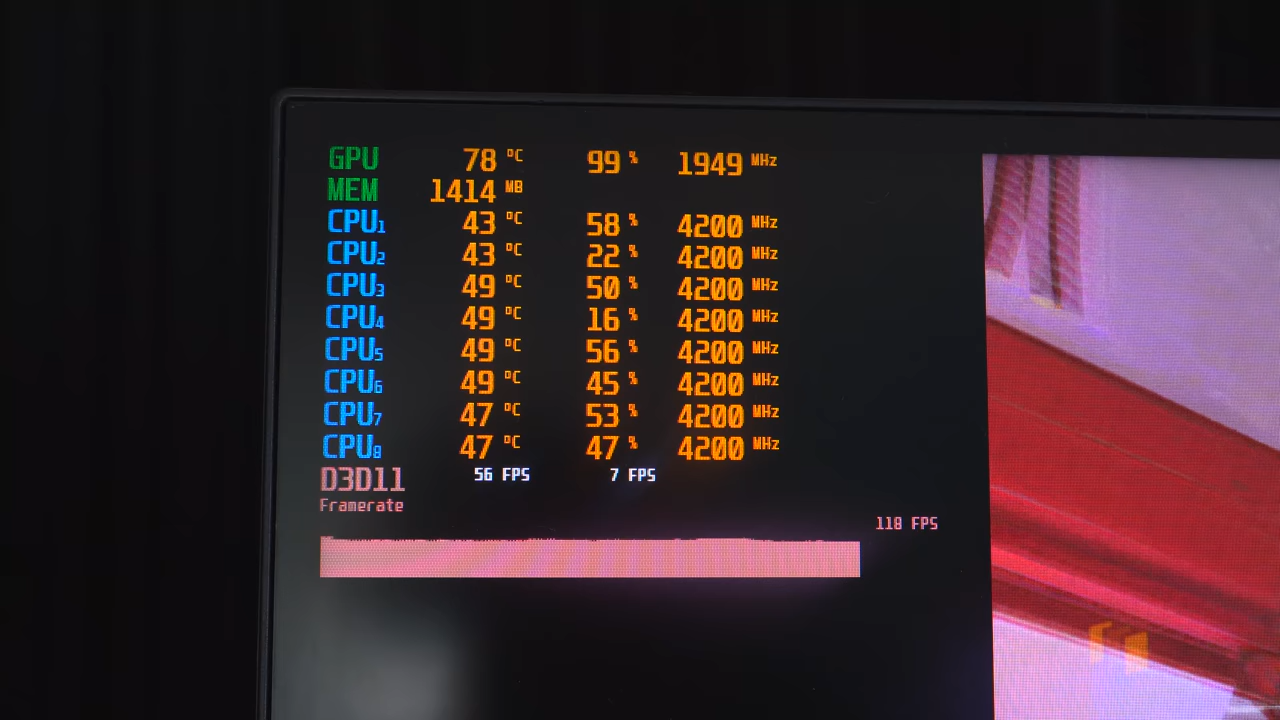 GPU 78 °C 99 % 1949 MHz
MEM 1414 MB
CPU1 43 °C 58 % 4200 MHz
CPU2 43 °C 22 % 4200 MHz
CPU3 49 °C 50 % 4200 MHz
CPU4 49 °C 16 % 4200 MHz
CPU5 49 °C 56 % 4200 MHz
CPU6 49 °C 45 % 4200 MHz
CPU7 47 °C 53 % 4200 MHz
CPU8 47 °C 47 % 4200 MHz
D3D11 56 FPS 7 FPS
Framerate
118 FPS